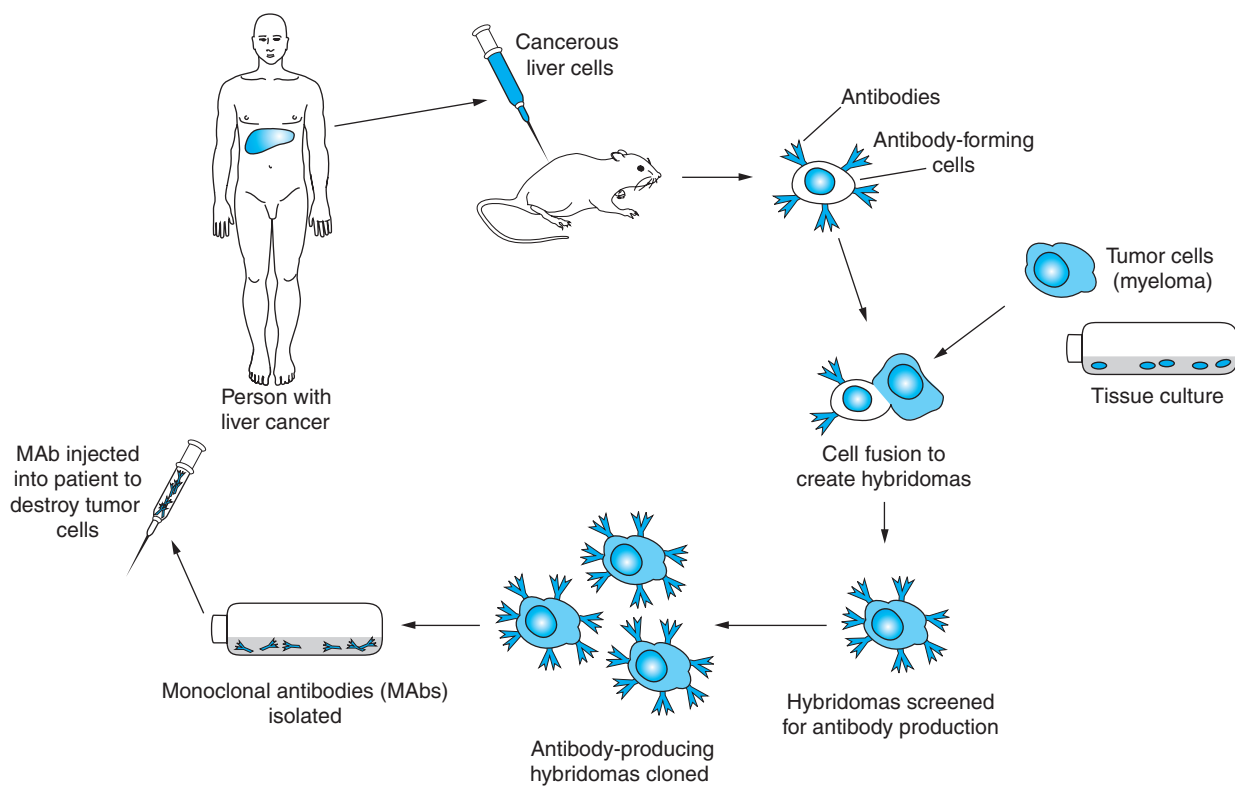 Cancerous
liver cells
Antibodies
Antibody-forming
cells
Tumor cells
(myeloma)
Tissue culture
Person with
liver cancer
Cell fusion to
create hybridomas
MAb injected
into patient to
destroy tumor
cells
Hybridomas screened
for antibody production
Antibody-producing
hybridomas cloned
Monoclonal antibodies (MAbs)
isolated